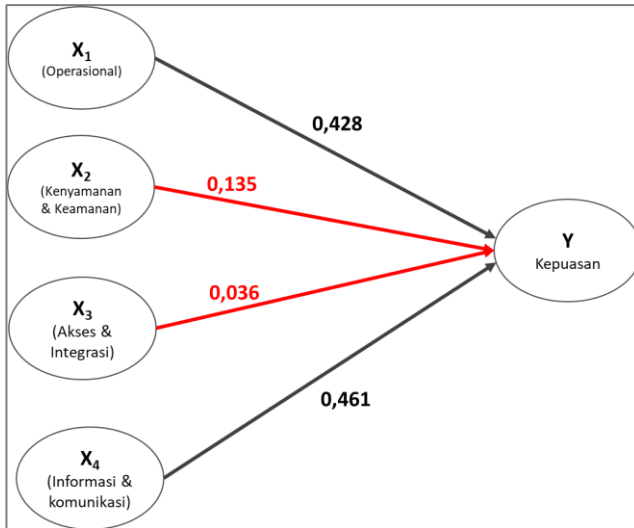 X₁
(Operasional)
0,428
X₂
(Kenyamanan
& Keamanan)
0,135
Y
Kepuasan
X₃
(Akses &
Integrasi)
0,036
0,461
X₄
(Informasi &
komunikasi)